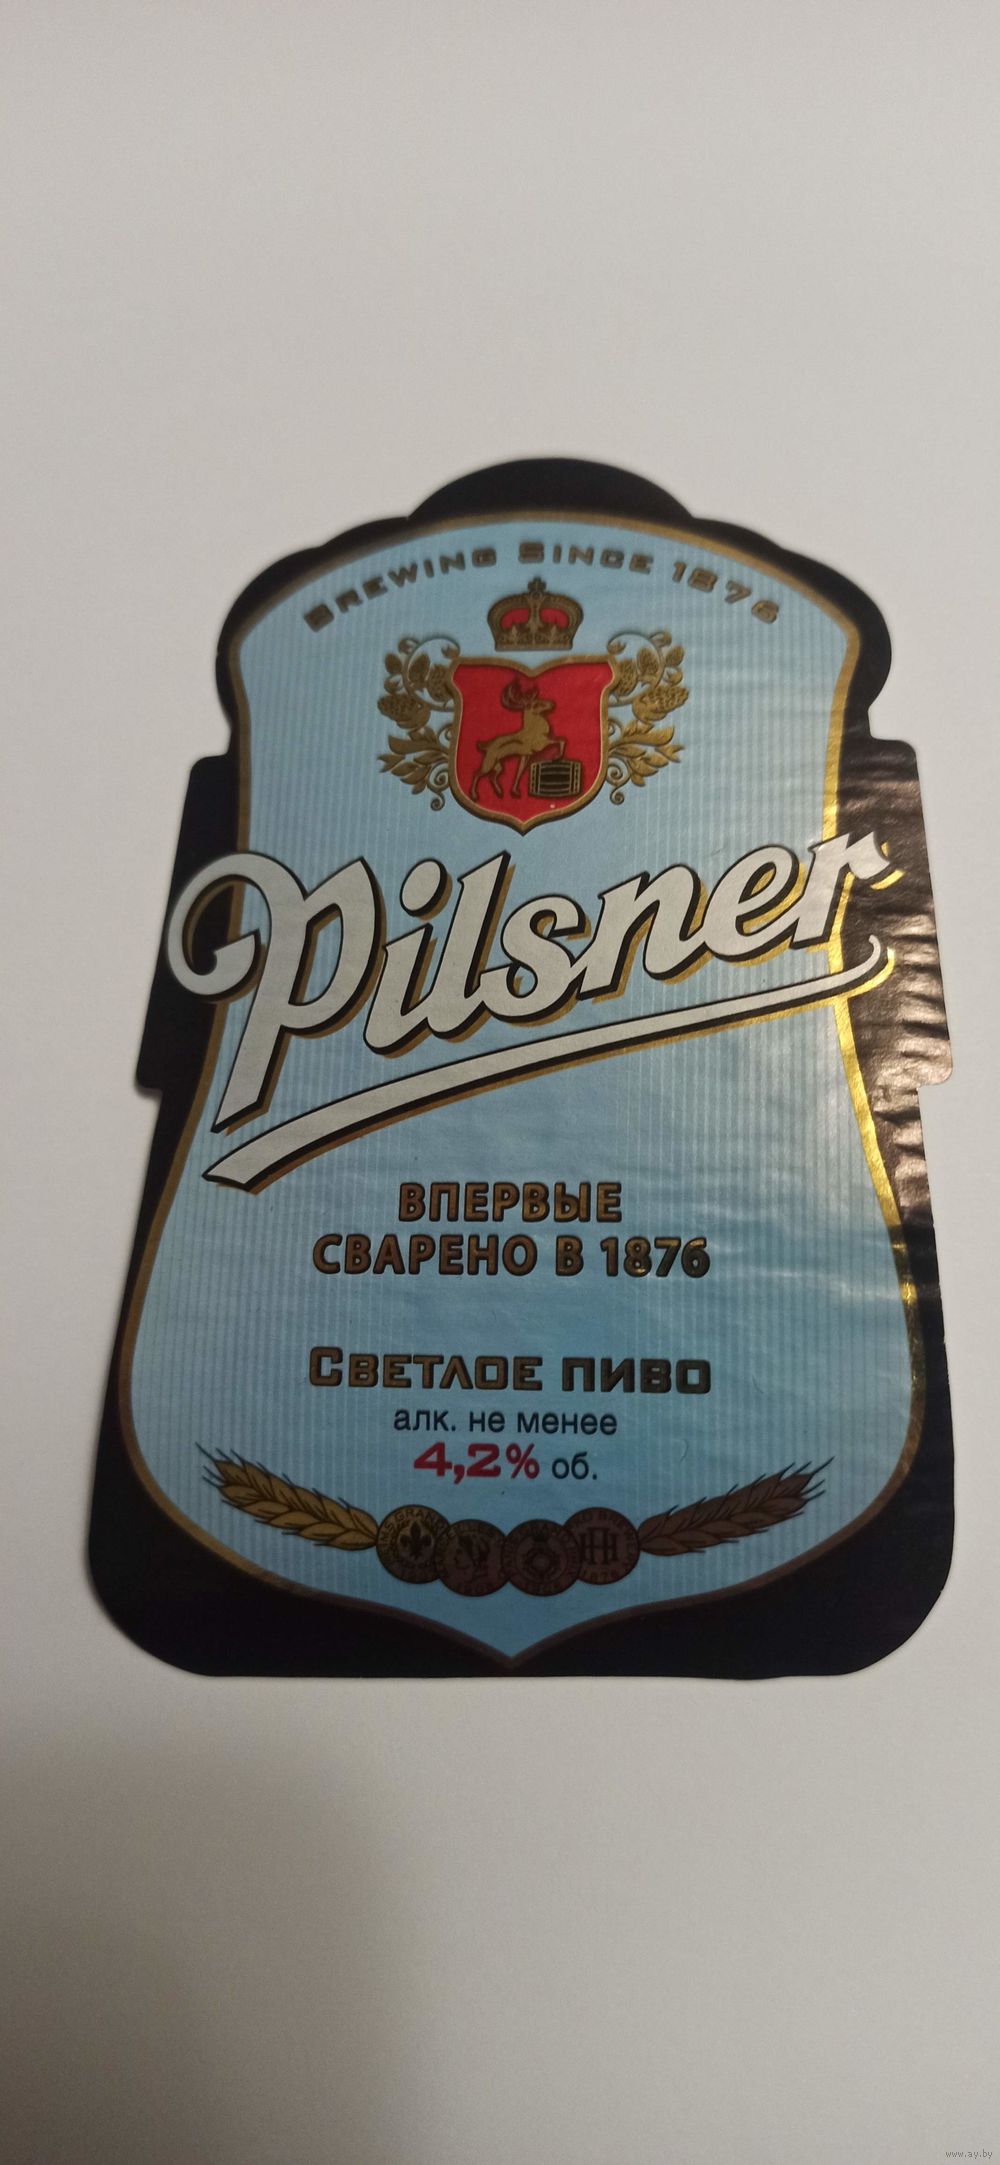 BREWING SINCE 1876
Pilsner
ВПЕРВЫЕ
СВАРЕНО В 1876
СВЕТЛОЕ ПИВО
алк. не менее
4,2% об.
www.ay.by